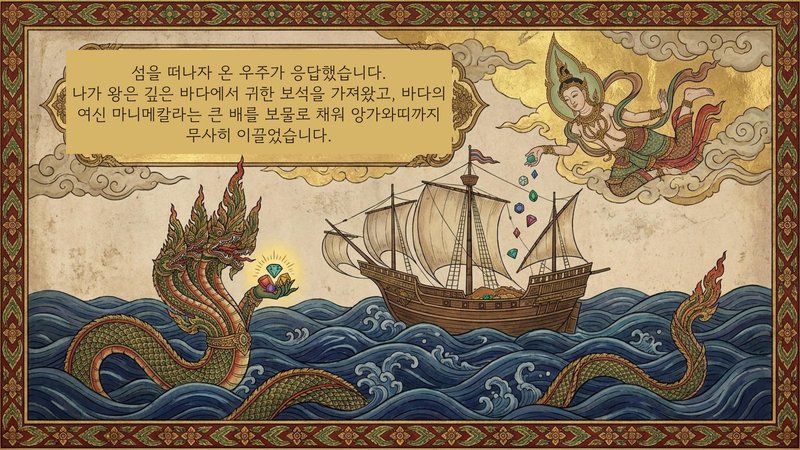 섬을 떠나자 온 우주가 응답했습니다.
나가 왕은 깊은 바다에서 귀한 보석을 가져왔고, 바다의
여신 마니메칼라는 큰 배를 보물로 채워 앙가와띠까지
무사히 이끌었습니다.